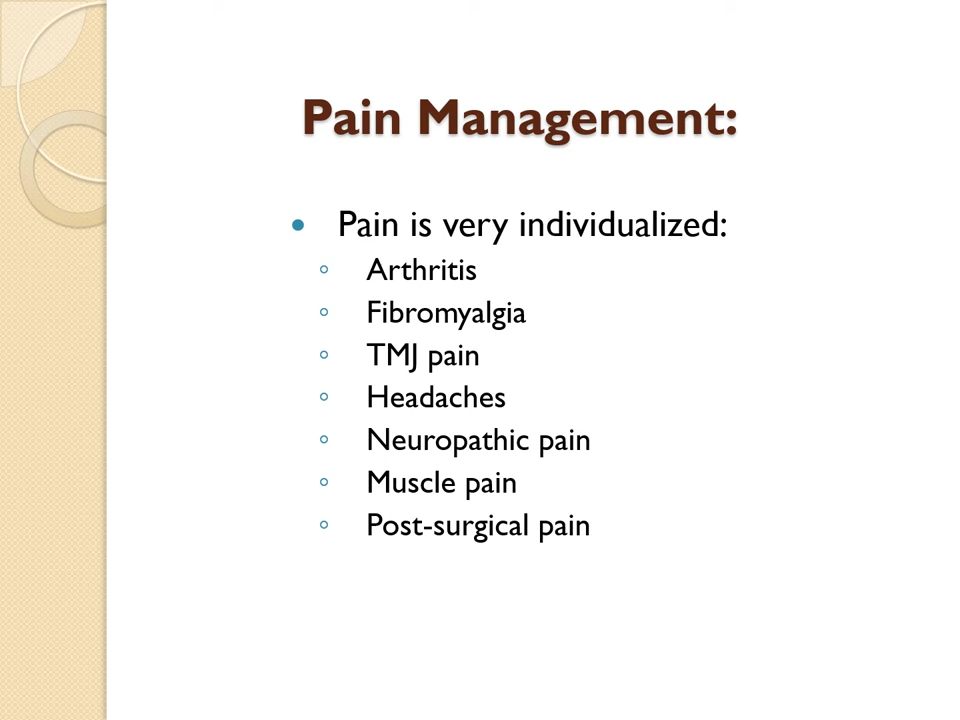 Pain Management:
• Pain is very individualized:
◦ Arthritis
◦ Fibromyalgia
◦ TMJ pain
◦ Headaches
◦ Neuropathic pain
◦ Muscle pain
◦ Post-surgical pain